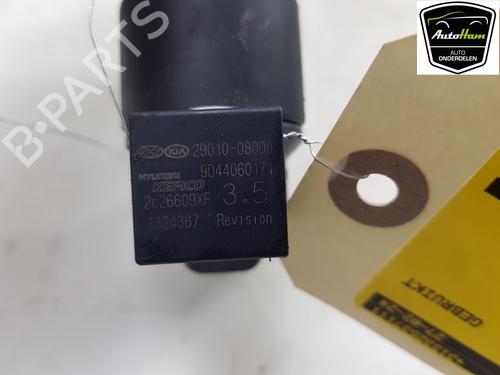 AutoHam
AUTO
ONDERDELEN
B-PARTS
KIA 29010-08000
HYUNDAI 9044060171
KEFICO
2c26609XF 3.5
1324367 Revision
GEBRUIKT